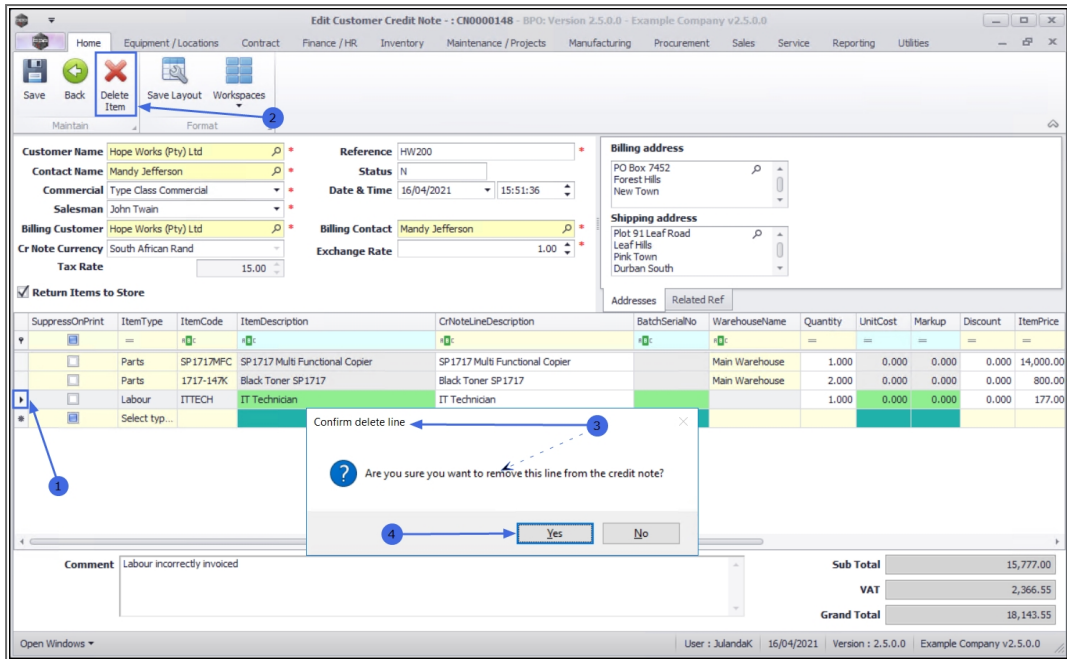 Edit Customer Credit Note - : CN0000148 - BPO: Version 2.5.0.0 - Example Company v2.5.0.0
Home Equipment / Locations Contract Finance / HR Inventory Maintenance / Projects Manufacturing Procurement Sales Service Reporting Utilities
Save Back Delete Item Save Layout Workspaces
2
Maintain Format
Customer Name Hope Works (Pty) Ltd * Reference HW200 *
Contact Name Mandy Jefferson * Status N
Commercial Type Class Commercial * Date & Time 16/04/2021 15:51:36
Salesman John Twain *
Billing Customer Hope Works (Pty) Ltd * Billing Contact Mandy Jefferson *
Cr Note Currency South African Rand Exchange Rate 1.00 *
Tax Rate 15.00
Return Items to Store
Billing address
PO Box 7452
Forest Hills
New Town
Shipping address
Plot 91 Leaf Road
Leaf Hills
Pink Town
Durban South
Addresses Related Ref
SuppressOnPrint ItemType ItemCode ItemDescription CrNoteLineDescription BatchSerialNo WarehouseName Quantity UnitCost Markup Discount ItemPrice
Parts SP1717MFC SP1717 Multi Functional Copier SP1717 Multi Functional Copier Main Warehouse 1.000 0.000 0.000 0.000 14,000.00
Parts 1717-147K Black Toner SP1717 Black Toner SP1717 Main Warehouse 2.000 0.000 0.000 0.000 800.00
Labour ITTECH IT Technician IT Technician 1.000 0.000 0.000 0.000 177.00
Select typ...
1
Confirm delete line
3
Are you sure you want to remove this line from the credit note?
4
Yes No
Comment Labour incorrectly invoiced
Sub Total 15,777.00
VAT 2,366.55
Grand Total 18,143.55
Open Windows User : JulandaK 16/04/2021 Version : 2.5.0.0 Example Company v2.5.0.0